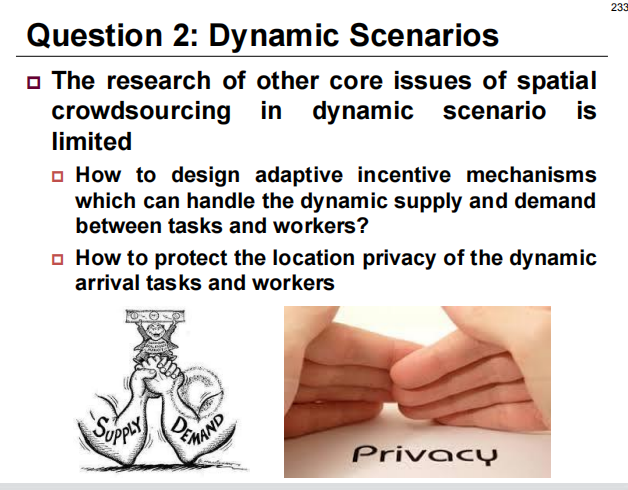 233
Question 2: Dynamic Scenarios
The research of other core issues of spatial
crowdsourcing in dynamic scenario is
limited
How to design adaptive incentive mechanisms
which can handle the dynamic supply and demand
between tasks and workers?
How to protect the location privacy of the dynamic
arrival tasks and workers
SUPPLY DEMAND
Privacy